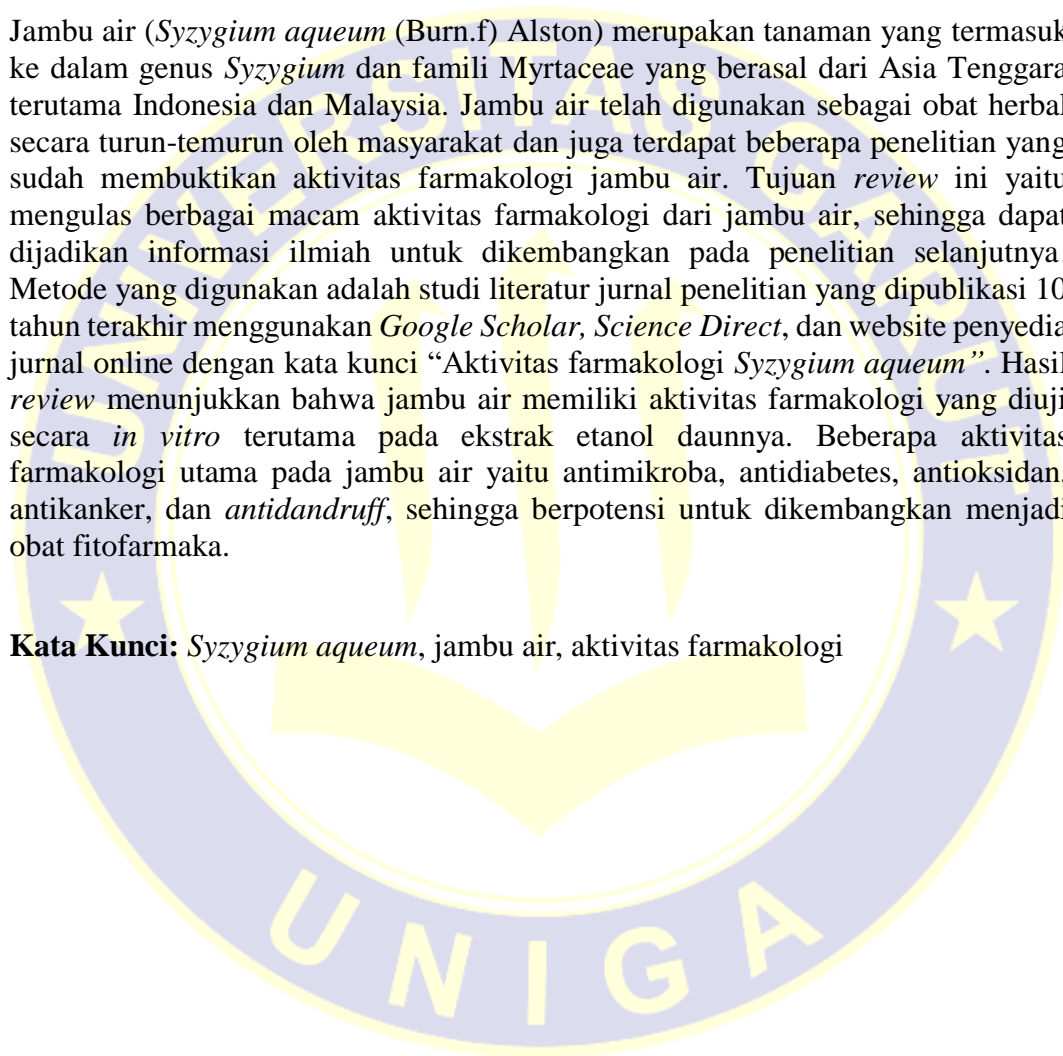 Jambu air (Syzygium aqueum (Burn.f) Alston) merupakan tanaman yang termasuk
ke dalam genus Syzygium dan famili Myrtaceae yang berasal dari Asia Tenggara
terutama Indonesia dan Malaysia. Jambu air telah digunakan sebagai obat herbal
secara turun-temurun oleh masyarakat dan juga terdapat beberapa penelitian yang
sudah membuktikan aktivitas farmakologi jambu air. Tujuan review ini yaitu
mengulas berbagai macam aktivitas farmakologi dari jambu air, sehingga dapat
dijadikan informasi ilmiah untuk dikembangkan pada penelitian selanjutnya.
Metode yang digunakan adalah studi literatur jurnal penelitian yang dipublikasi 10
tahun terakhir menggunakan Google Scholar, Science Direct, dan website penyedia
jurnal online dengan kata kunci “Aktivitas farmakologi Syzygium aqueum”. Hasil
review menunjukkan bahwa jambu air memiliki aktivitas farmakologi yang diuji
secara in vitro terutama pada ekstrak etanol daunnya. Beberapa aktivitas
farmakologi utama pada jambu air yaitu antimikroba, antidiabetes, antioksidan,
antikanker, dan antidandruff, sehingga berpotensi untuk dikembangkan menjadi
obat fitofarmaka.
Kata Kunci: Syzygium aqueum, jambu air, aktivitas farmakologi
UNIVERSITAS GARUT
UNIGA